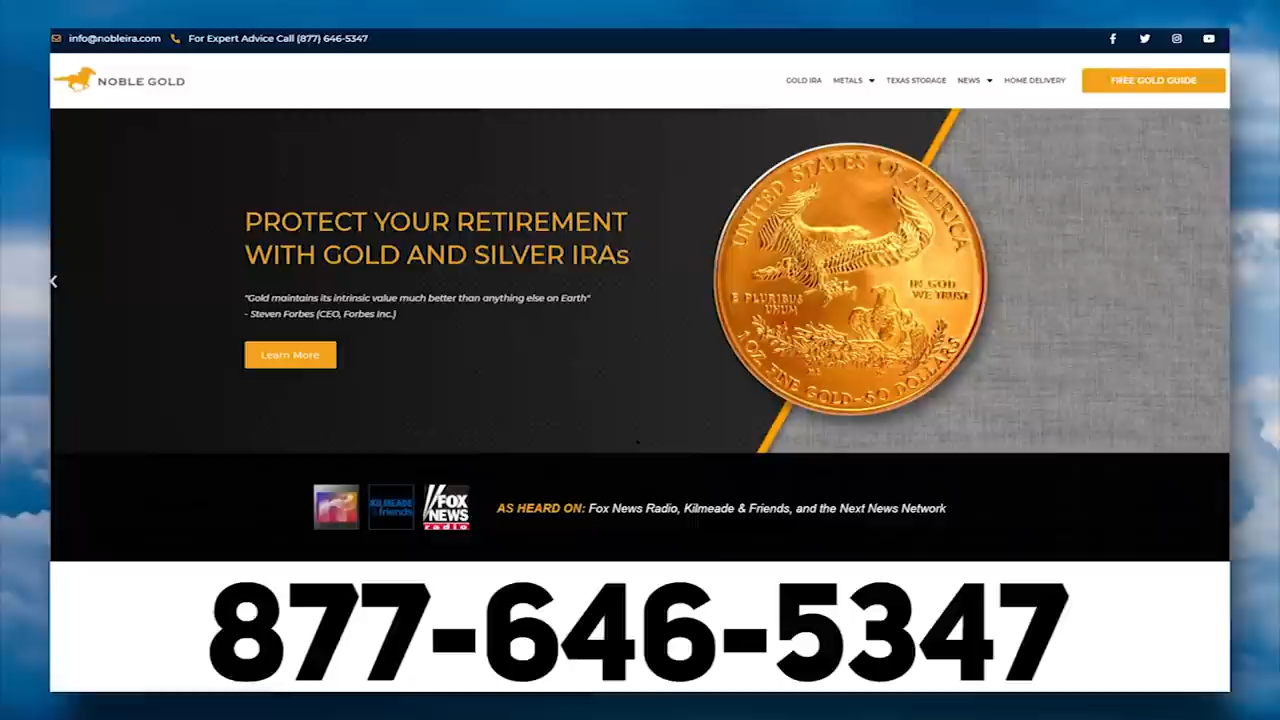 info@nobleira.com For Expert Advice Call (877) 646-5347
NOBLE GOLD
GOLD IRA METALS TEXAS STORAGE NEWS HOME DELIVERY FREE GOLD GUIDE
PROTECT YOUR RETIREMENT
WITH GOLD AND SILVER IRAs
"Gold maintains its intrinsic value much better than anything else on Earth"
- Steven Forbes (CEO, Forbes Inc.)
Learn More
UNITED STATES OF AMERICA
IN GOD
WE TRUST
E PLURIBUS
UNUM
1 OZ. FINE GOLD-50 DOLLARS
KILMEADE
& friends
FOX
NEWS
radio
AS HEARD ON: Fox News Radio, Kilmeade & Friends, and the Next News Network
877-646-5347